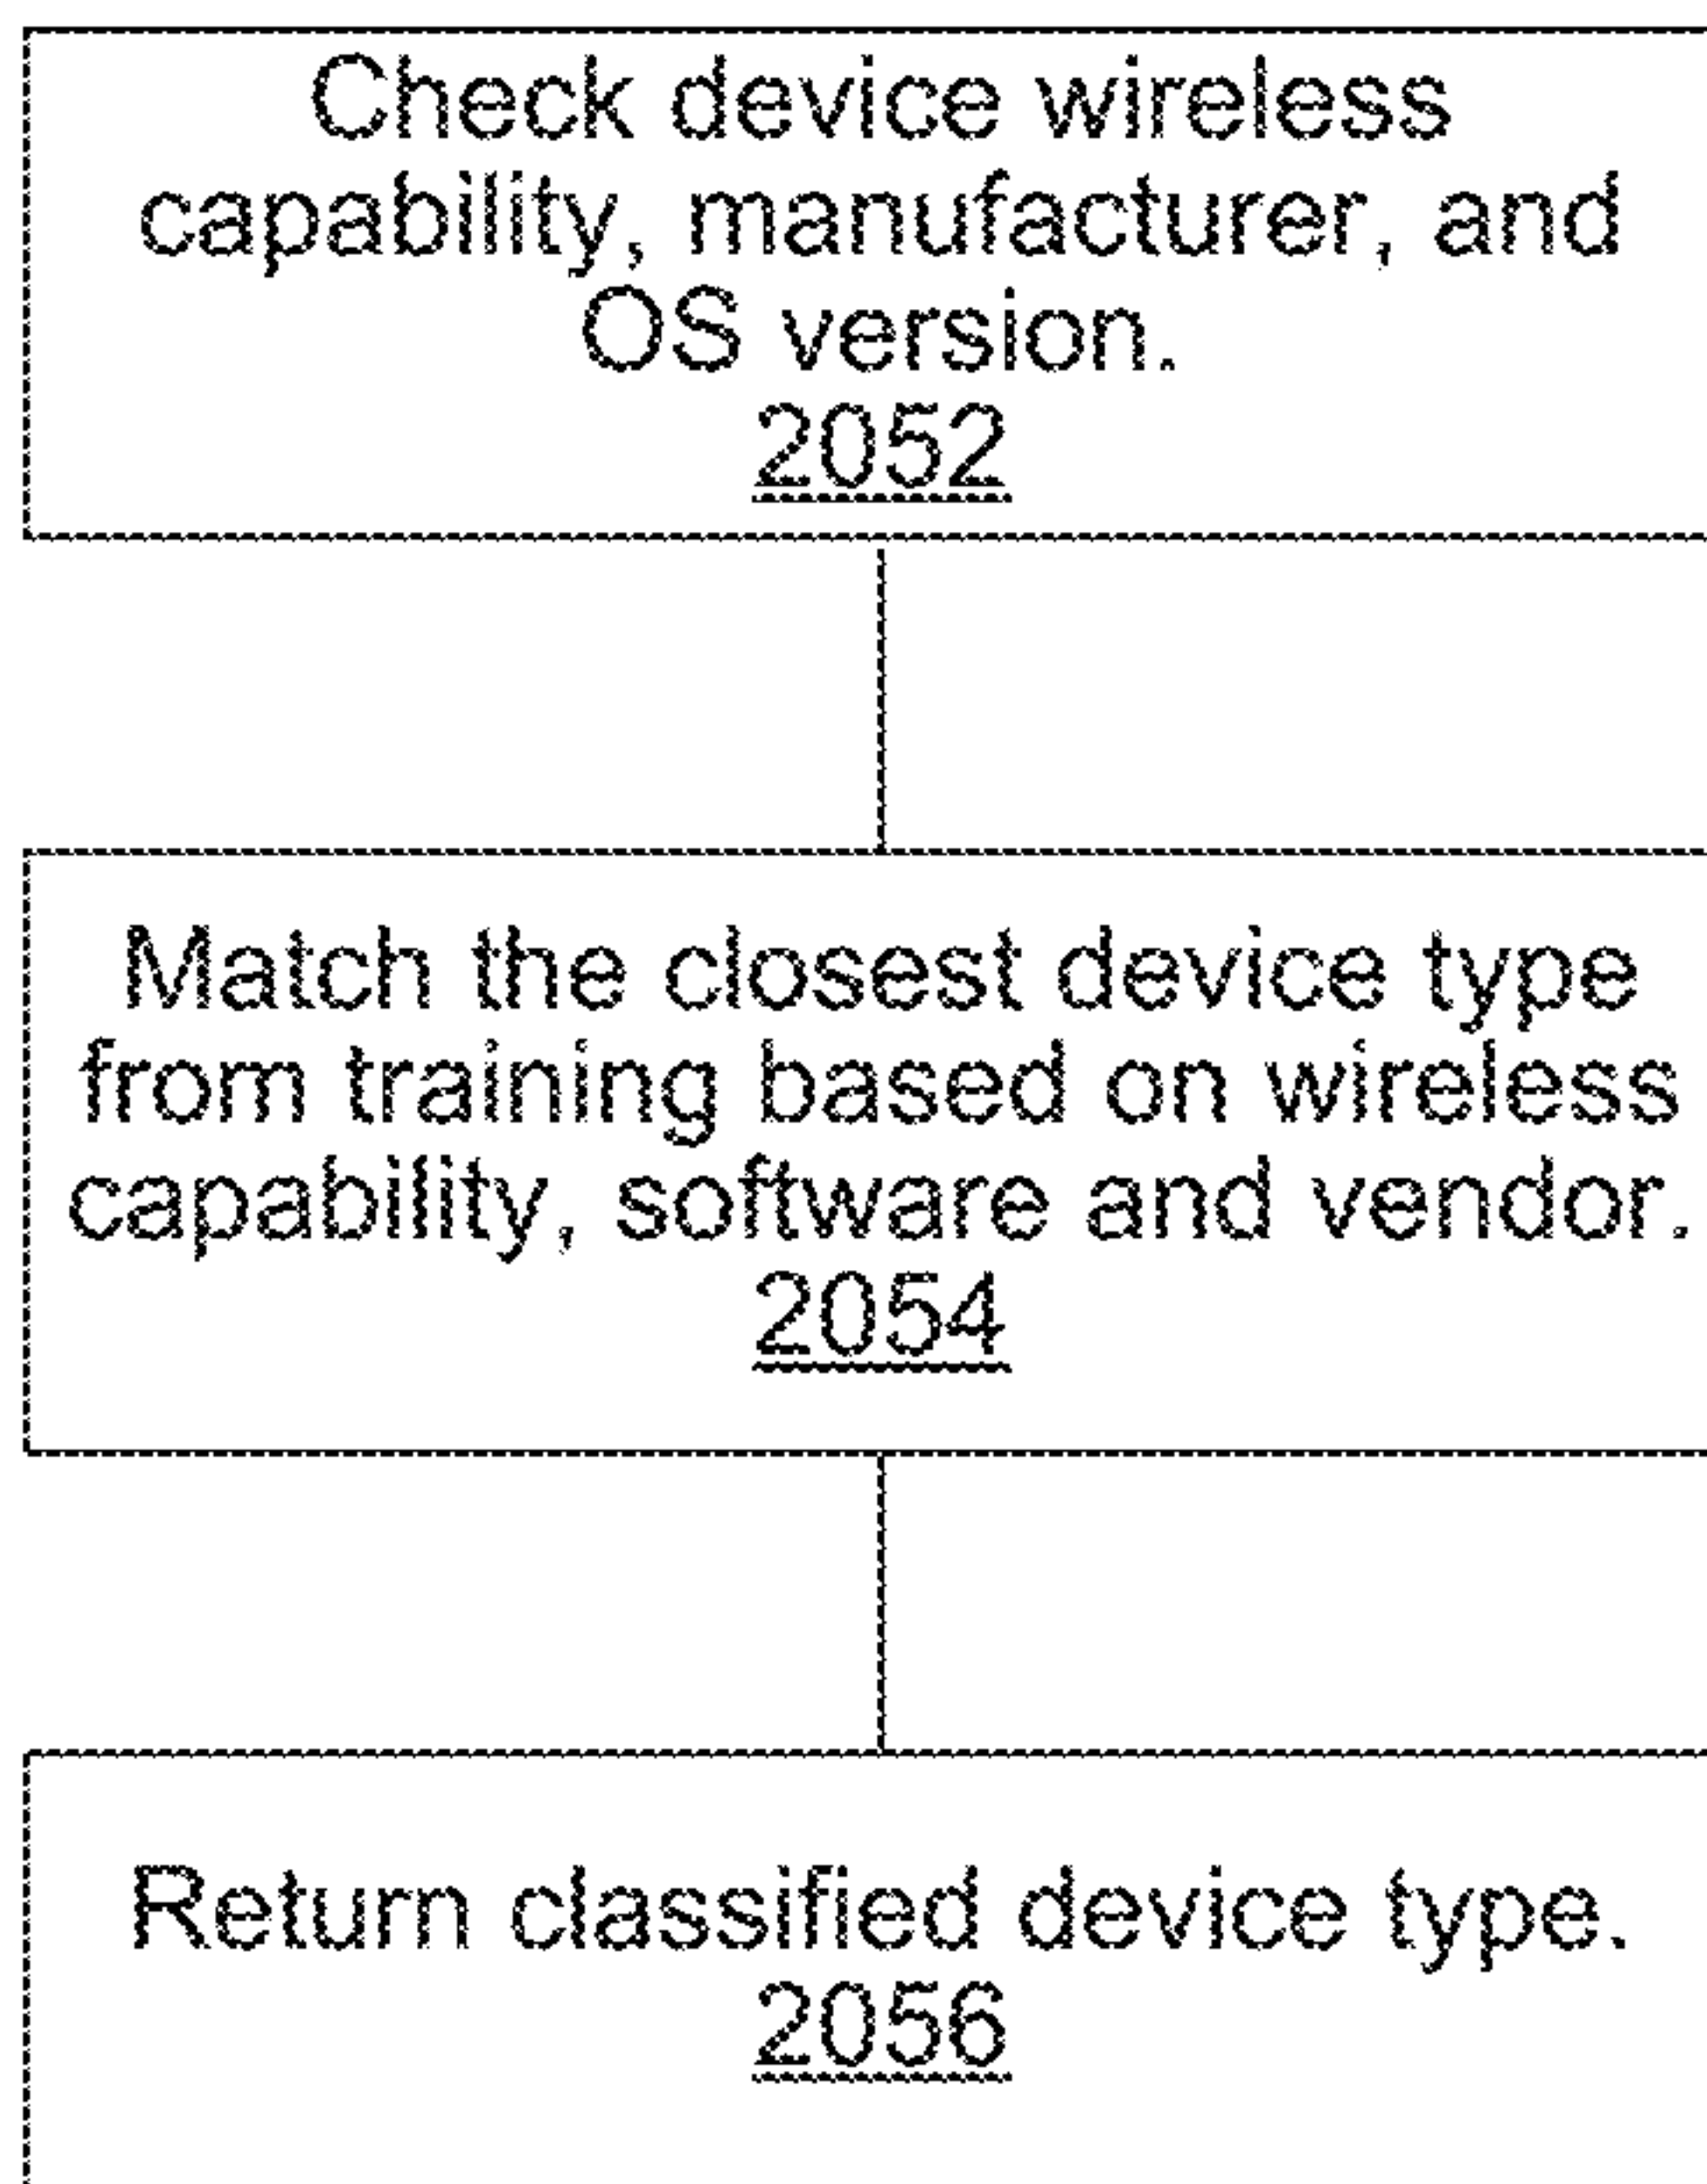 Check device wireless
capability, manufacturer, and
OS version.
2052
Match the closest device type
from training based on wireless
capability, software and vendor.
2054
Return classified device type.
2056